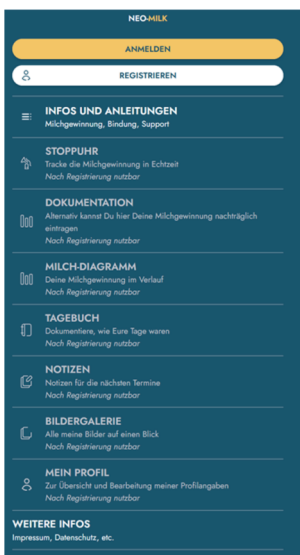 NEO-MILK
ANMELDEN
REGISTRIEREN
INFOS UND ANLEITUNGEN
Milchgewinnung, Bindung, Support
STOPPUHR
Tracke die Milchgewinnung in Echtzeit
Nach Registrierung nutzbar
DOKUMENTATION
Alternativ kannst Du hier Deine Milchgewinnung nachträglich
eintragen
Nach Registrierung nutzbar
MILCH-DIAGRAMM
Deine Milchgewinnung im Verlauf
Nach Registrierung nutzbar
TAGEBUCH
Dokumentiere, wie Eure Tage waren
Nach Registrierung nutzbar
NOTIZEN
Notizen für die nächsten Termine
Nach Registrierung nutzbar
BILDERGALERIE
Alle meine Bilder auf einen Blick
Nach Registrierung nutzbar
MEIN PROFIL
Zur Übersicht und Bearbeitung meiner Profilangaben
Nach Registrierung nutzbar
WEITERE INFOS
Impressum, Datenschutz, etc.